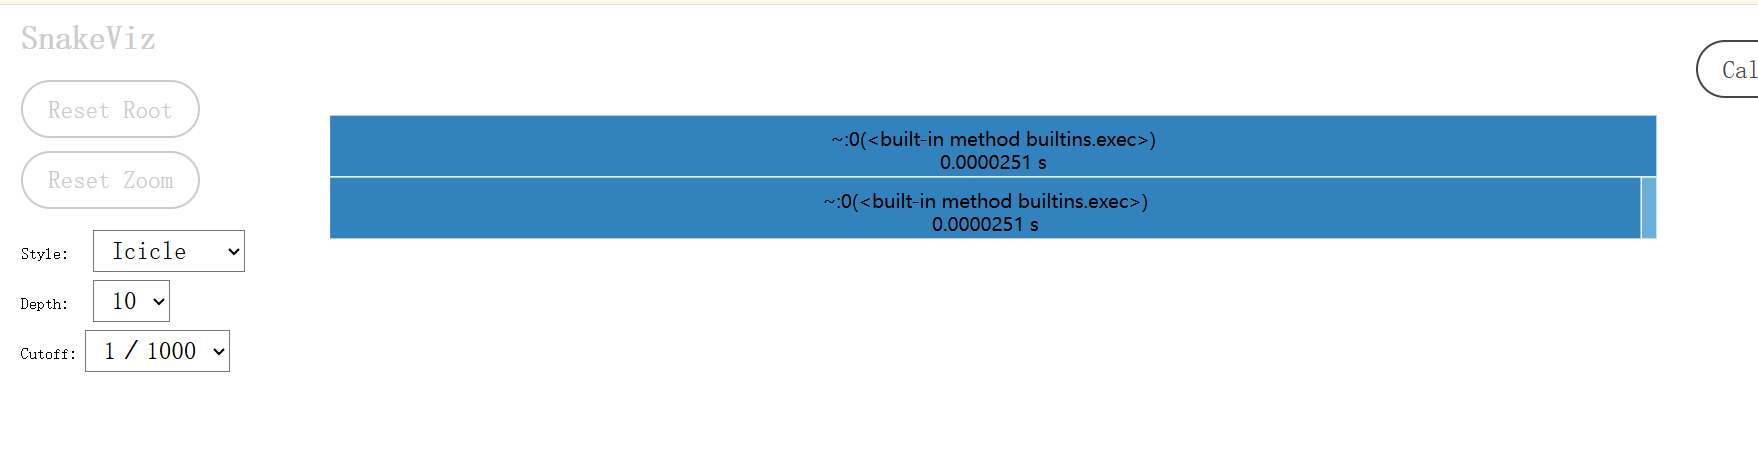 SnakeViz
Reset Root
Reset Zoom
Style: Icicle
Depth: 10
Cutoff: 1 / 1000
~:0(<built-in method builtins.exec>)
0.0000251 s
~:0(<built-in method builtins.exec>)
0.0000251 s
Cal